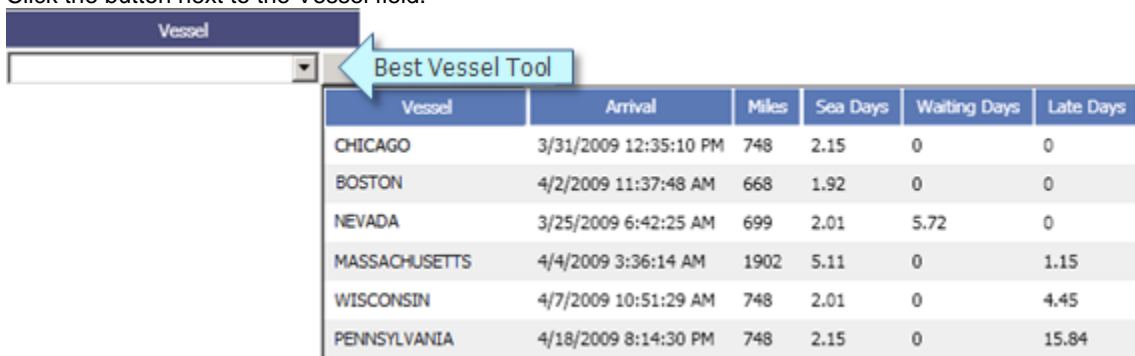 Click the button next to the Vessel field.
Vessel
Best Vessel Tool
Vessel Arrival Miles Sea Days Waiting Days Late Days
CHICAGO 3/31/2009 12:35:10 PM 748 2.15 0 0
BOSTON 4/2/2009 11:37:48 AM 668 1.92 0 0
NEVADA 3/25/2009 6:42:25 AM 699 2.01 5.72 0
MASSACHUSETTS 4/4/2009 3:36:14 AM 1902 5.11 0 1.15
WISCONSIN 4/7/2009 10:51:29 AM 748 2.01 0 4.45
PENNSYLVANIA 4/18/2009 8:14:30 PM 748 2.15 0 15.84